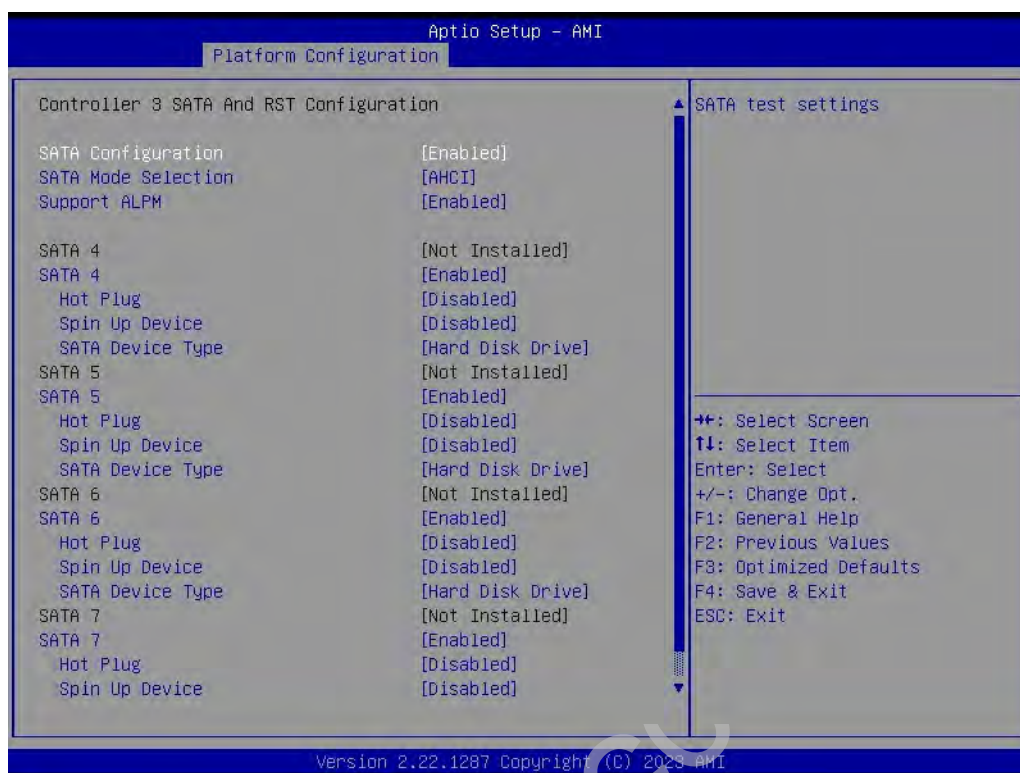 Aptio Setup - AMI
Platform Configuration
Controller 3 SATA And RST Configuration
SATA Configuration [Enabled]
SATA Mode Selection [AHCI]
Support ALPM [Enabled]
SATA 4 [Not Installed]
SATA 4 [Enabled]
Hot Plug [Disabled]
Spin Up Device [Disabled]
SATA Device Type [Hard Disk Drive]
SATA 5 [Not Installed]
SATA 5 [Enabled]
Hot Plug [Disabled]
Spin Up Device [Disabled]
SATA Device Type [Hard Disk Drive]
SATA 6 [Not Installed]
SATA 6 [Enabled]
Hot Plug [Disabled]
Spin Up Device [Disabled]
SATA Device Type [Hard Disk Drive]
SATA 7 [Not Installed]
SATA 7 [Enabled]
Hot Plug [Disabled]
Spin Up Device [Disabled]
SATA test settings
→←: Select Screen
↑↓: Select Item
Enter: Select
+/-: Change Opt.
F1: General Help
F2: Previous Values
F3: Optimized Defaults
F4: Save & Exit
ESC: Exit
Version 2.22.1287 Copyright (C) 2023 AMI